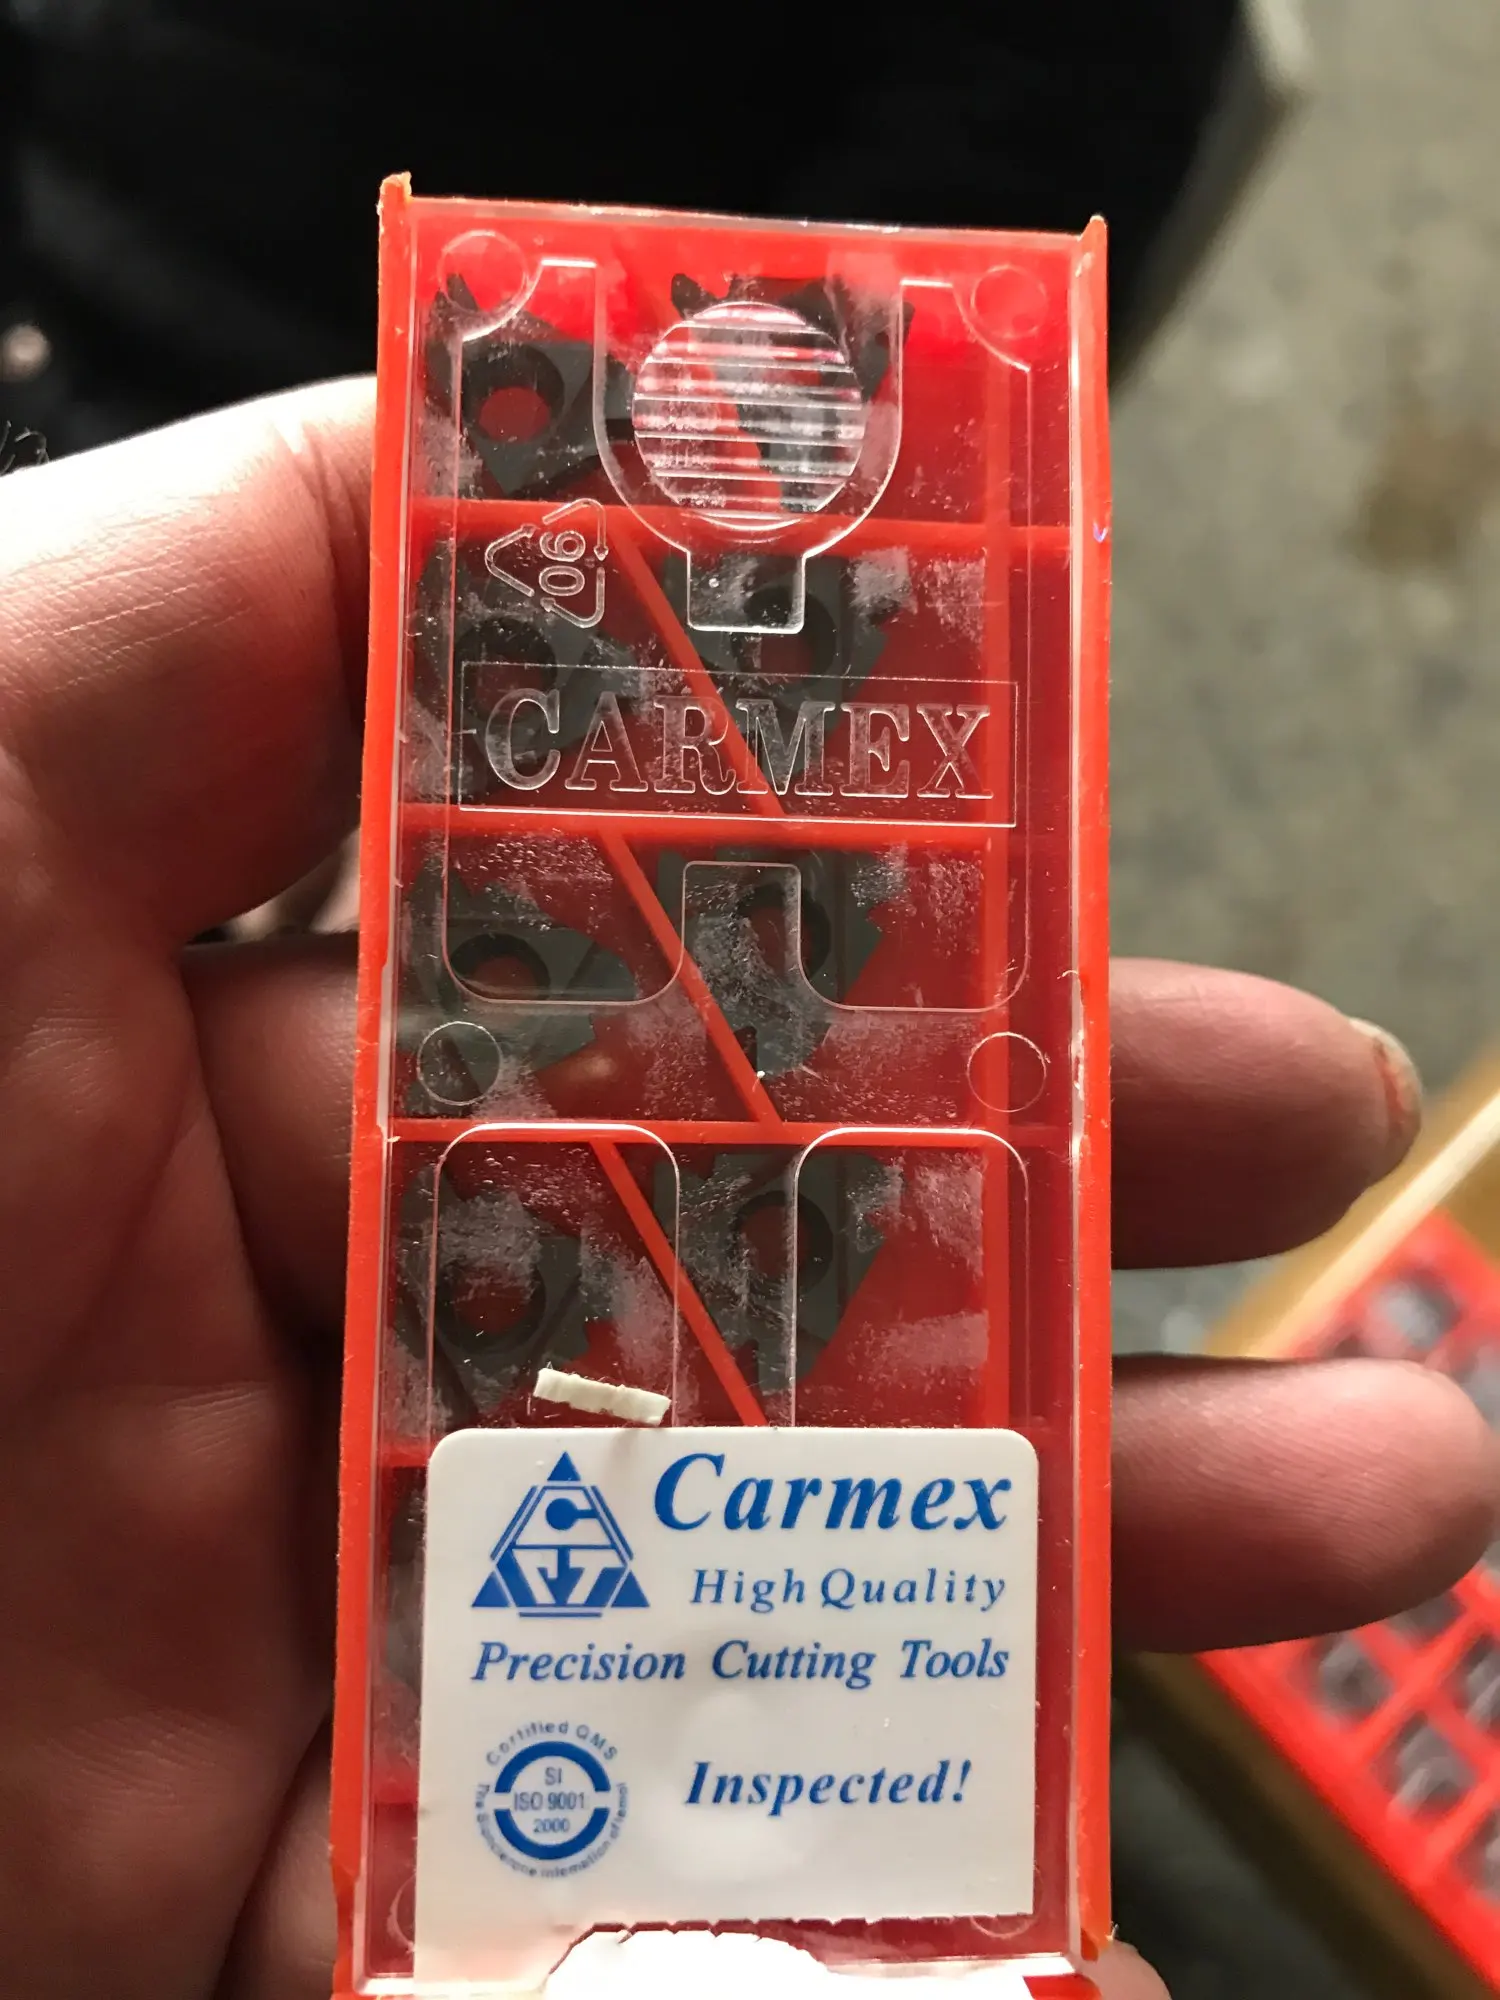 06
CARMEX
C
Carmex
High Quality
Precision Cutting Tools
Certified QMS
SI
ISO 9001:
2000
Inspected!